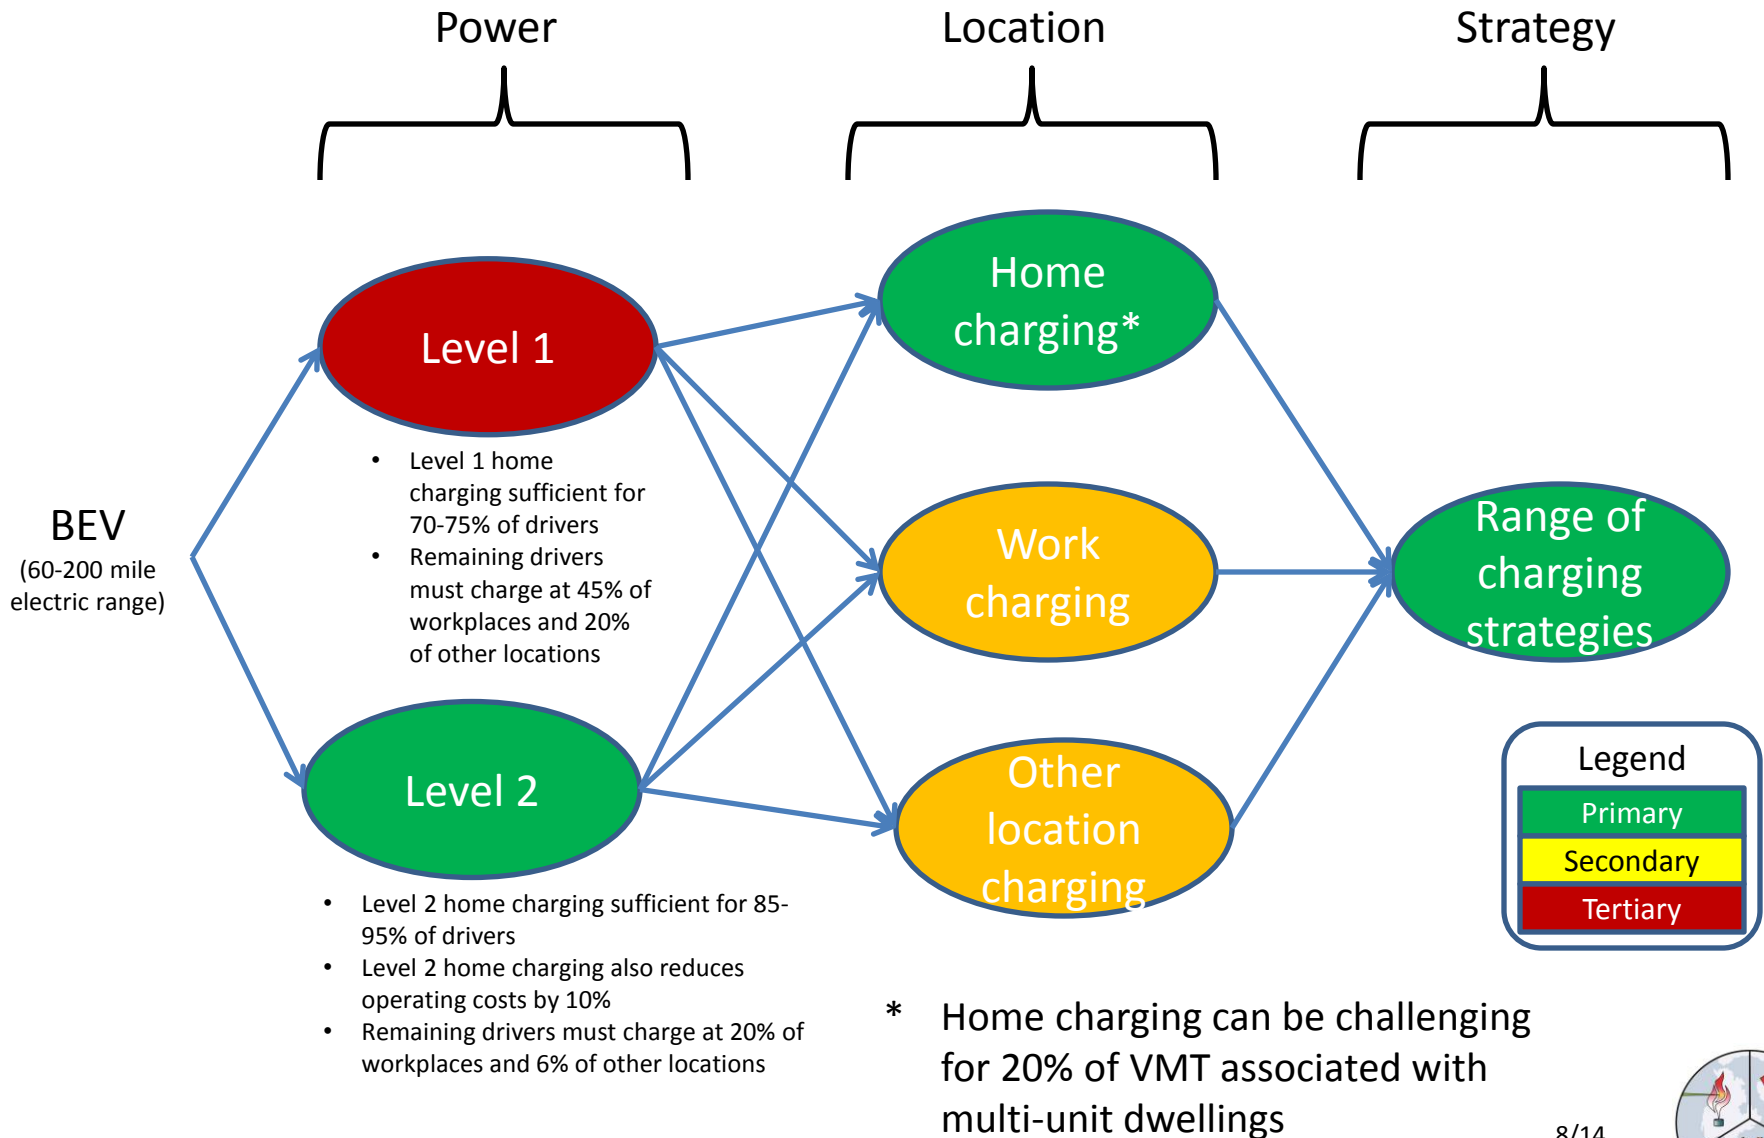 Power
Location
Strategy
Home
charging*
Level 1
• Level 1 home
charging sufficient for
70-75% of drivers
• Remaining drivers
must charge at 45% of
workplaces and 20%
of other locations
BEV
(60-200 mile
electric range)
Work
charging
Range of
charging
strategies
Level 2
Other
location
charging
• Level 2 home charging sufficient for 85-
95% of drivers
• Level 2 home charging also reduces
operating costs by 10%
• Remaining drivers must charge at 20% of
workplaces and 6% of other locations
Legend
Primary
Secondary
Tertiary
* Home charging can be challenging
for 20% of VMT associated with
multi-unit dwellings
8/14